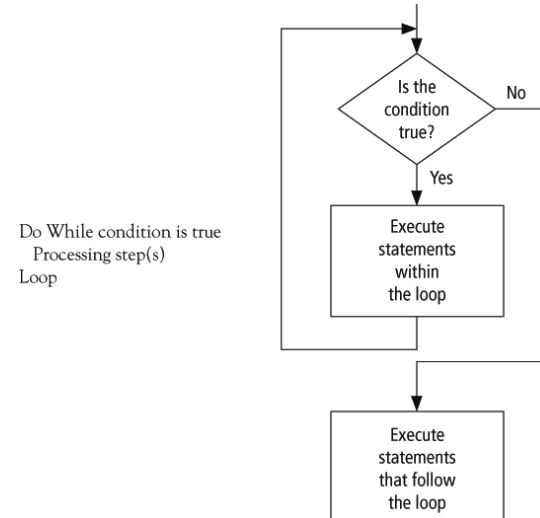 Do While condition is true
Processing step(s)
Loop
Is the
condition
true?
No
Yes
Execute
statements
within
the loop
Execute
statements
that follow
the loop